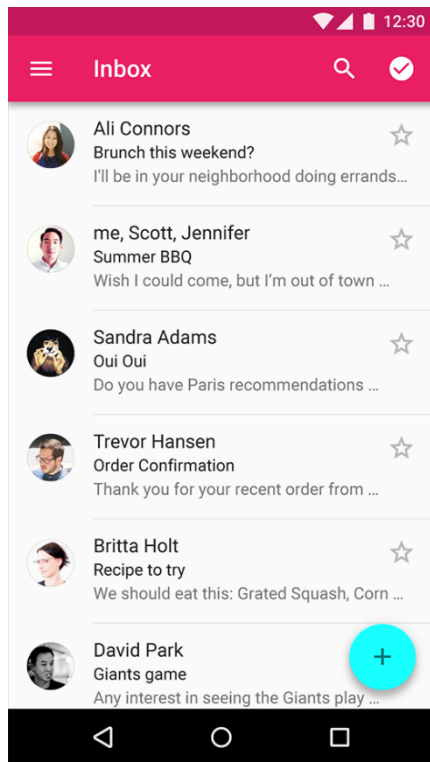 12:30
Inbox
Ali Connors
Brunch this weekend?
I'll be in your neighborhood doing errands...
me, Scott, Jennifer
Summer BBQ
Wish I could come, but I'm out of town ...
Sandra Adams
Oui Oui
Do you have Paris recommendations ...
Trevor Hansen
Order Confirmation
Thank you for your recent order from ...
Britta Holt
Recipe to try
We should eat this: Grated Squash, Corn ...
David Park
Giants game
Any interest in seeing the Giants play ...